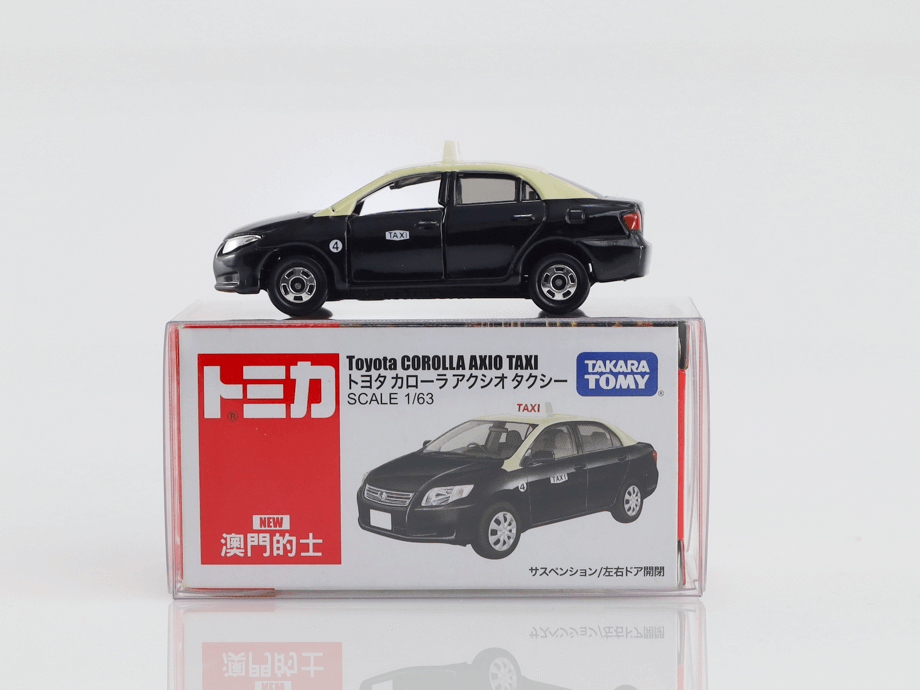 4
TAXI
トミカ
®
Toyota COROLLA AXIO TAXI
トヨタ カローラ アクシオ タクシー
SCALE 1/63
TAKARA
TOMY
®
TAXI
4
TAXI
NEW
澳門的士
サスペンション/左右ドア開閉